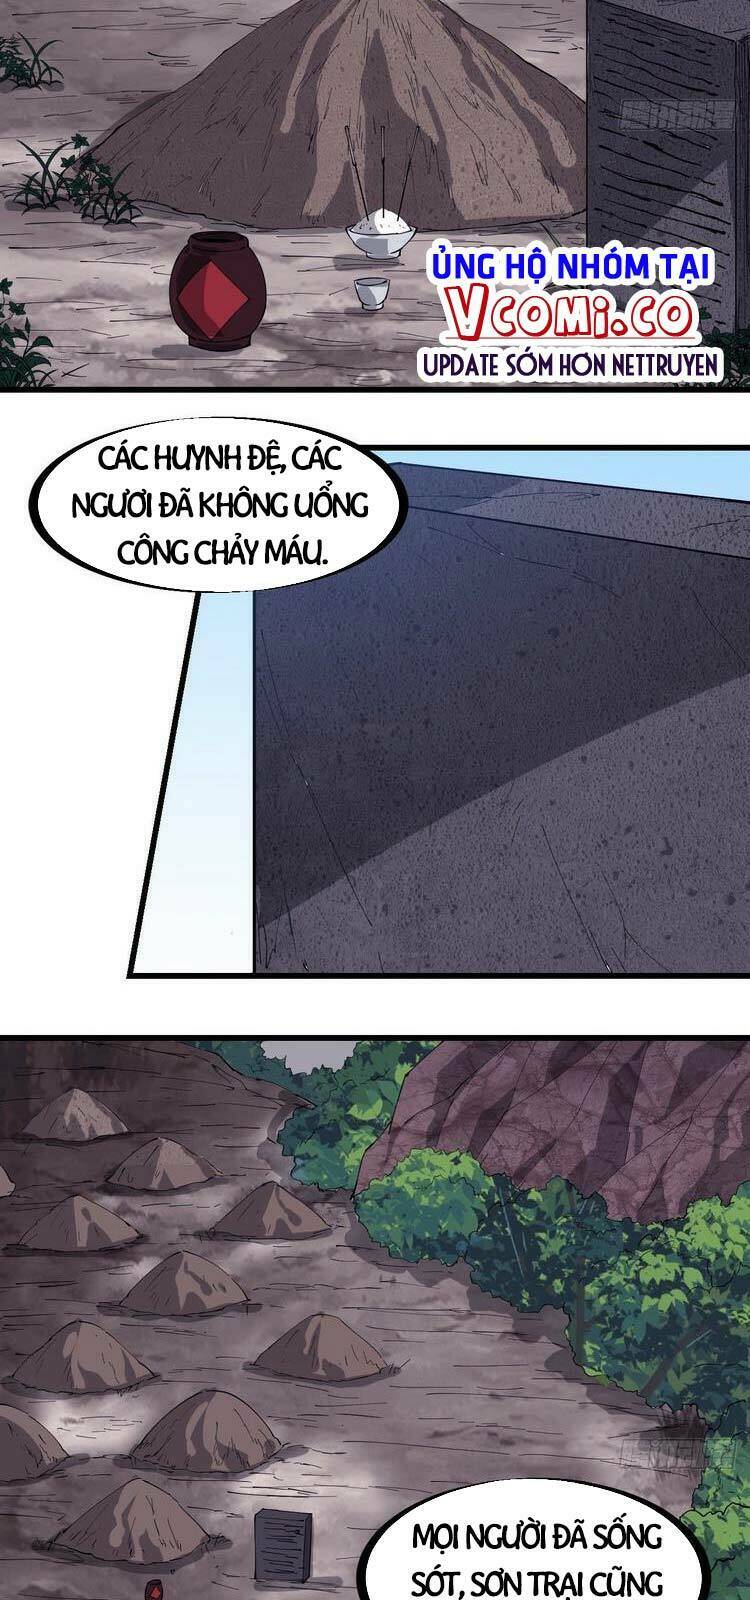 ỦNG HỘ NHÓM TẠI
VCOMI.CO
UPDATE SỚM HƠN NETTRUYEN
CÁC HUYNH ĐỆ, CÁC
NGƯƠI ĐÃ KHÔNG UỔNG
CÔNG CHẢY MÁU.
MỌI NGƯỜI ĐÃ SỐNG
SÓT, SƠN TRẠI CŨNG